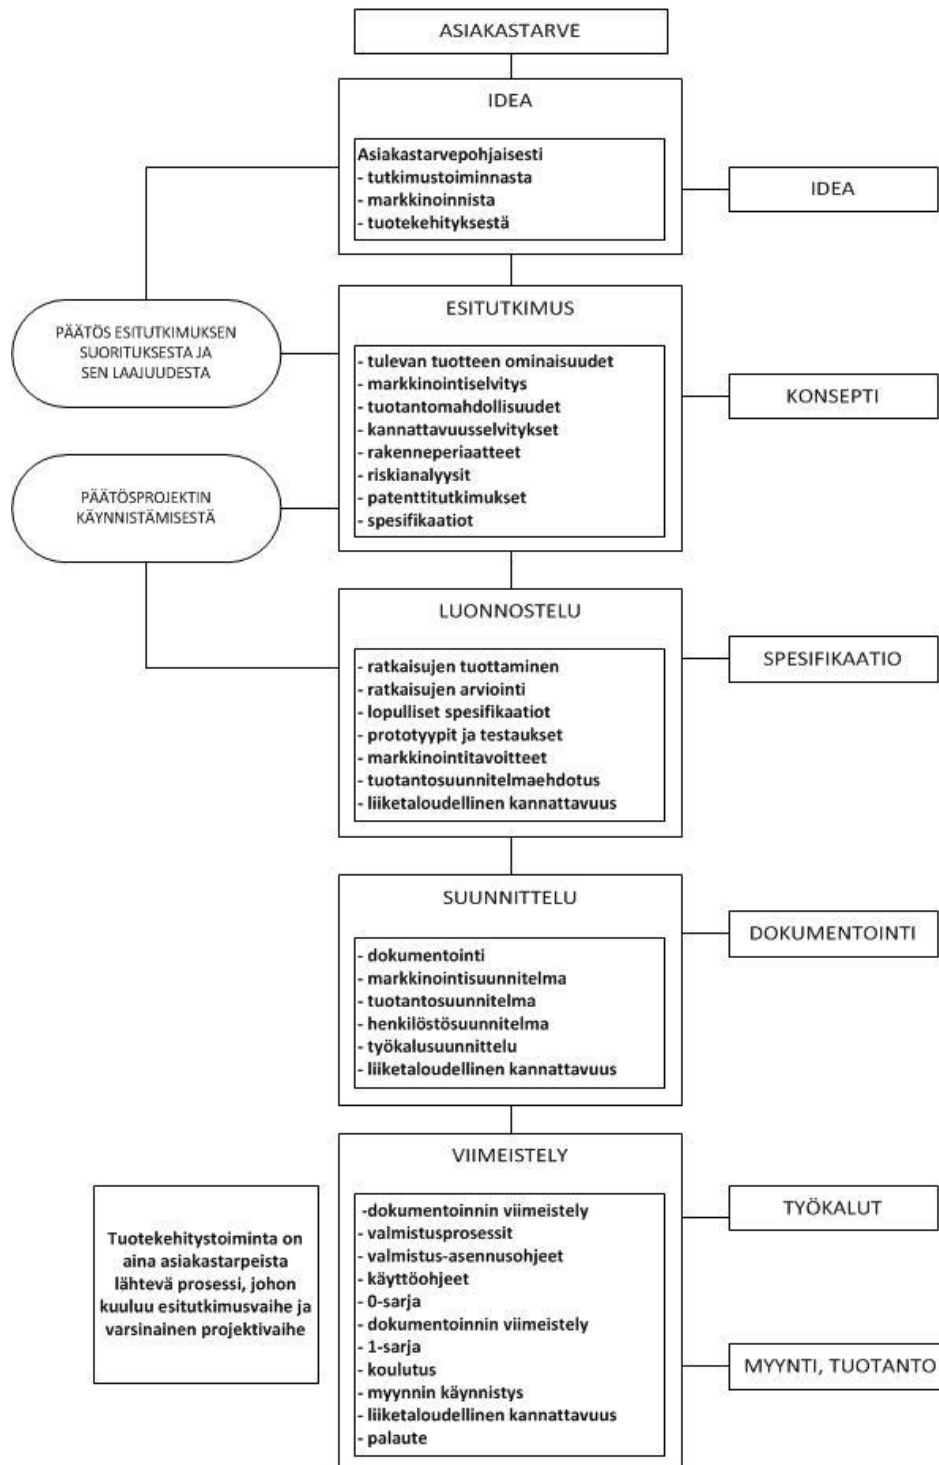 ASIAKASTARVE
IDEA
Asiakastarvepohjaisesti
- tutkimustoiminnasta
- markkinoinnista
- tuotekehityksestä
IDEA
PÄÄTÖS ESITUTKIMUKSEN
SUORITUKSESTA JA
SEN LAAJUUDESTA
ESITUTKIMUS
- tulevan tuotteen ominaisuudet
- markkinointiselvitys
- tuotantomahdollisuudet
- kannattavuusselvitykset
- rakenneperiaatteet
- riskianalyysit
- patenttitutkimukset
- spesifikaatiot
KONSEPTI
PÄÄTÖSPROJEKTIN
KÄYNNISTÄMISESTÄ
LUONNOSTELU
- ratkaisujen tuottaminen
- ratkaisujen arviointi
- lopulliset spesifikaatiot
- prototyypit ja testaukset
- markkinointitavoitteet
- tuotantosuunnitelmaehdotus
- liiketaloudellinen kannattavuus
SPESIFIKAATIO
SUUNNITTELU
- dokumentointi
- markkinointisuunnitelma
- tuotantosuunnitelma
- henkilöstösuunnitelma
- työkalusuunnittelu
- liiketaloudellinen kannattavuus
DOKUMENTOINTI
VIIMEISTELY
-dokumentoinnin viimeistely
- valmistusprosessit
- valmistus-asennusohjeet
- käyttöohjeet
- 0-sarja
- dokumentoinnin viimeistely
- 1-sarja
- koulutus
- myynnin käynnistys
- liiketaloudellinen kannattavuus
- palaute
TYÖKALUT
MYYNTI, TUOTANTO
Tuotekehitystoiminta on
aina asiakastarpeista
lähtevä prosessi, johon
kuuluu esitutkimusvaihe ja
varsinainen projektivaihe